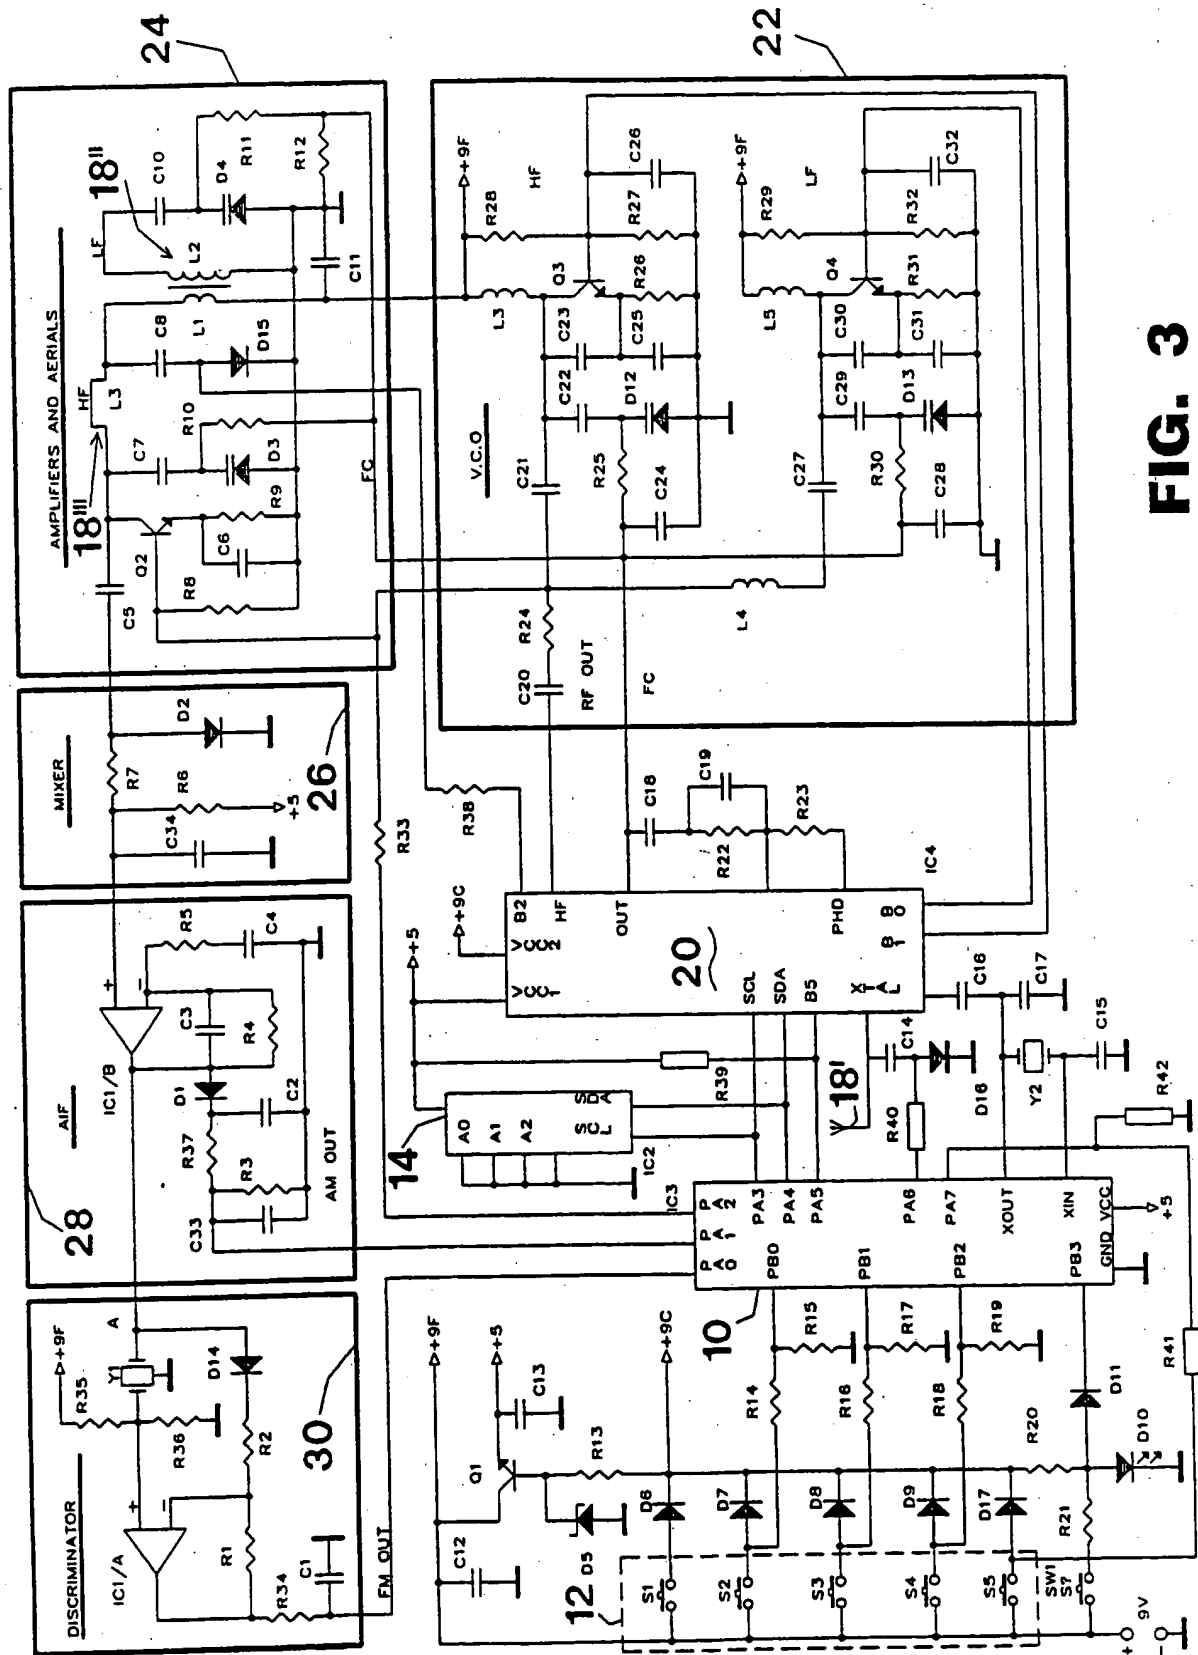 DISCRIMINATOR
+9F
R35
Y1
A
R36
D14
R2
30
IC1/A
+
−
R1
R34
C1
FM OUT
28
AIF
IC1/B
+
−
R5
C4
C3
R4
D1
C2
R37
R3
C33
AM OUT
MIXER
R7
D2
R6
C34
+5
26
AMPLIFIERS AND AERIALS
24
18'''
HF
L3
C5
Q2
R8
C6
R9
C7
D3
R10
FC
C8
D15
L1
L2
LF
18''
C10
D4
R11
R12
C11
R33
R38
22
V.C.O
+9F
R28
HF
L3
Q3
C26
R27
R26
C23
C25
C22
D12
C21
R25
C24
C20
R24
RF OUT
FC
L4
+9F
R29
LF
L5
Q4
C32
R32
R31
C30
C31
C29
D13
C27
R30
C28
C18
C19
R22
R23
IC4
20
VCC1
VCC2
+9C
+5
B2
HF
OUT
PHD
B0
B1
XTAL
SCL
SDA
B5
C16
C17
C14
C15
D16
Y2
R40
R42
R39
18'
14
A0
A1
A2
SCL
SDA
IC2
IC3
10
PA0
PA1
PA2
PA3
PA4
PA5
PA6
PA7
XOUT
XIN
VCC
GND
+5
PB0
PB1
PB2
PB3
R14
R15
R16
R17
R18
R19
R20
D11
D10
R41
+9F
+5
C13
Q1
+9C
R13
C12
D5
12
S1
D6
S2
D7
S3
D8
S4
D9
S5
D17
SW1
S?
R21
+
9V
−
FIG. 3